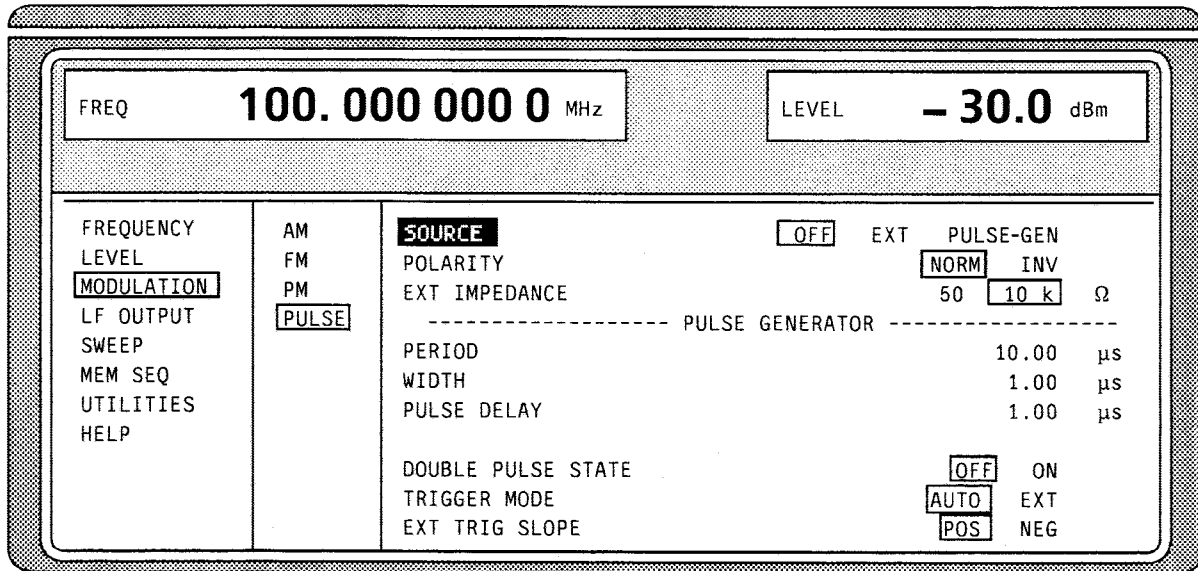 FREQ 100. 000 000 0 MHz
LEVEL – 30.0 dBm
FREQUENCY
LEVEL
MODULATION
LF OUTPUT
SWEEP
MEM SEQ
UTILITIES
HELP
AM
FM
PM
PULSE
SOURCE OFF EXT PULSE-GEN
POLARITY NORM INV
EXT IMPEDANCE 50 10 k Ω
------------------- PULSE GENERATOR ------------------
PERIOD 10.00 µs
WIDTH 1.00 µs
PULSE DELAY 1.00 µs
DOUBLE PULSE STATE OFF ON
TRIGGER MODE AUTO EXT
EXT TRIG SLOPE POS NEG